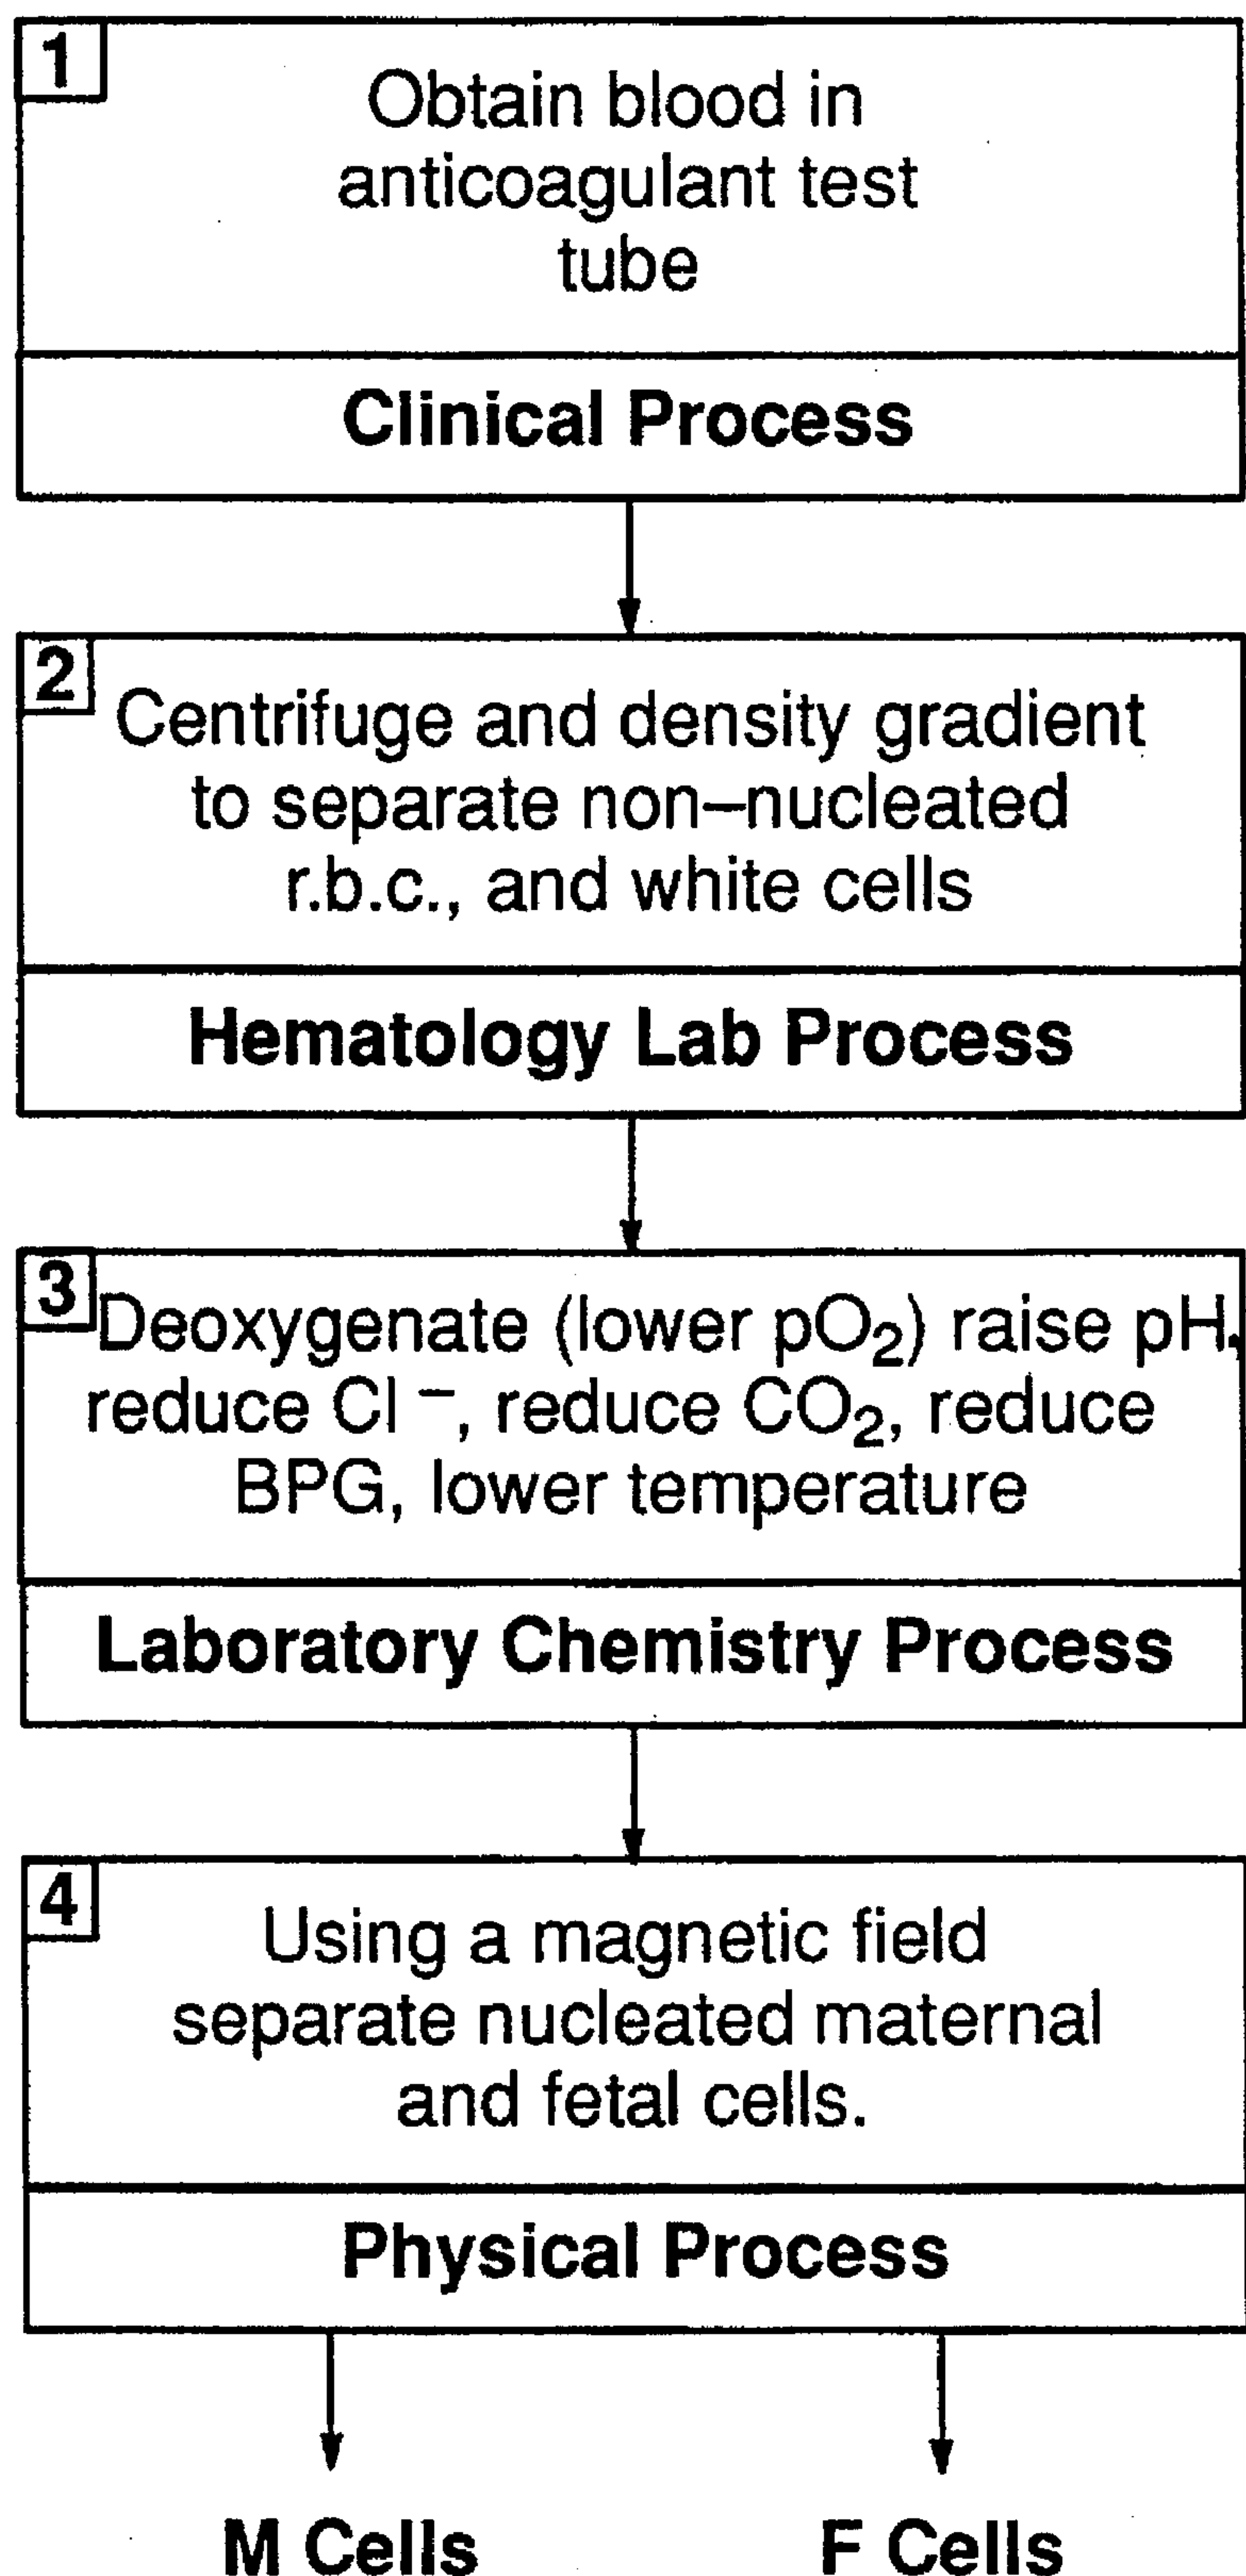 1
Obtain blood in
anticoagulant test
tube
Clinical Process
2
Centrifuge and density gradient
to separate non–nucleated
r.b.c., and white cells
Hematology Lab Process
3
Deoxygenate (lower pO₂) raise pH,
reduce Cl⁻, reduce CO₂, reduce
BPG, lower temperature
Laboratory Chemistry Process
4
Using a magnetic field
separate nucleated maternal
and fetal cells.
Physical Process
M Cells F Cells